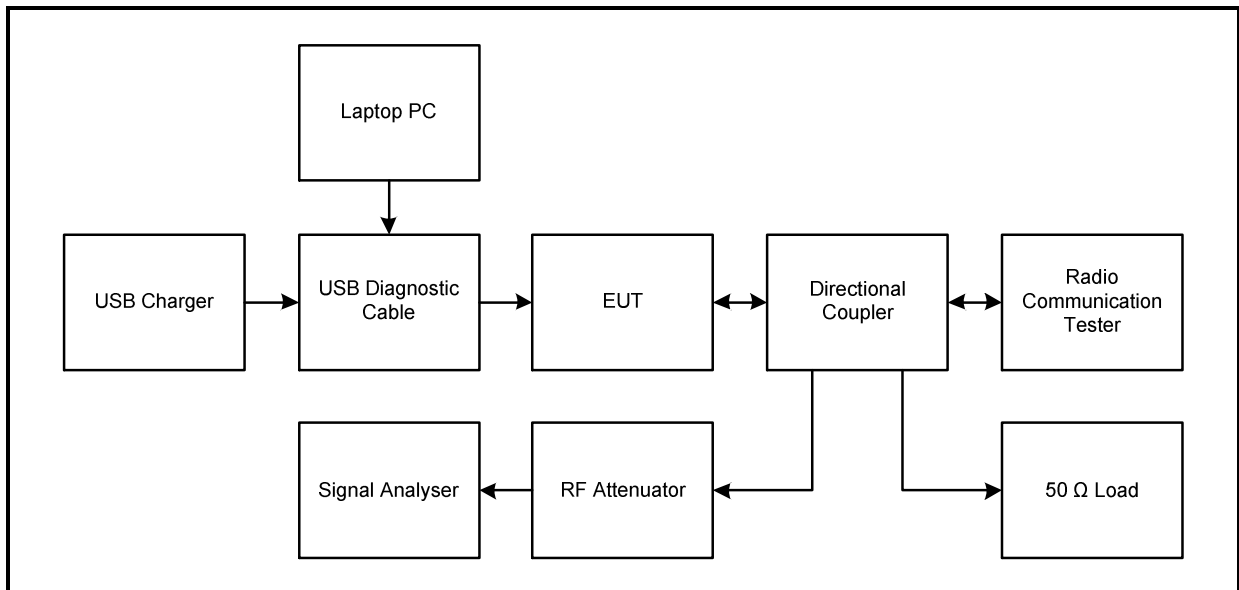 Laptop PC
USB Charger
USB Diagnostic
Cable
EUT
Directional
Coupler
Radio
Communication
Tester
Signal Analyser
RF Attenuator
50 Ω Load